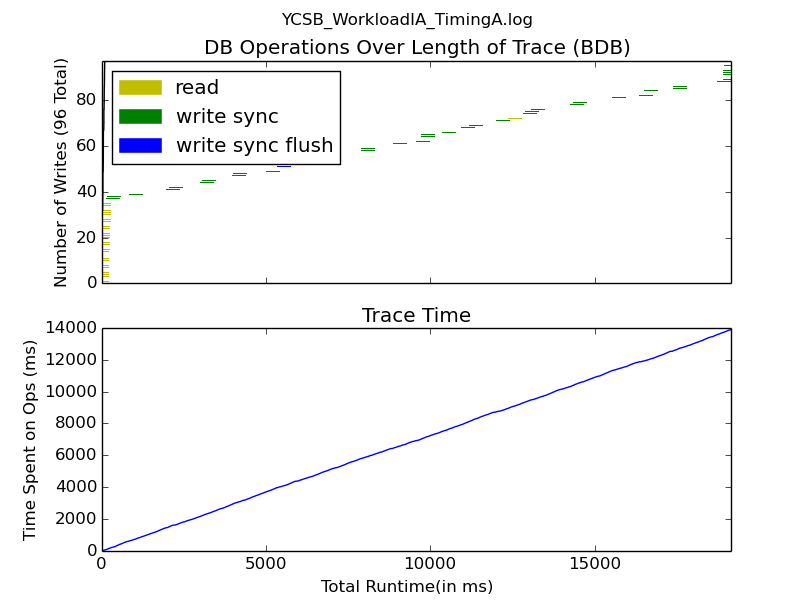 YCSB_WorkloadIA_TimingA.log
DB Operations Over Length of Trace (BDB)
Number of Writes (96 Total)
80
60
40
20
0
read
write sync
write sync flush
Trace Time
Time Spent on Ops (ms)
14000
12000
10000
8000
6000
4000
2000
0
0 5000 10000 15000
Total Runtime(in ms)